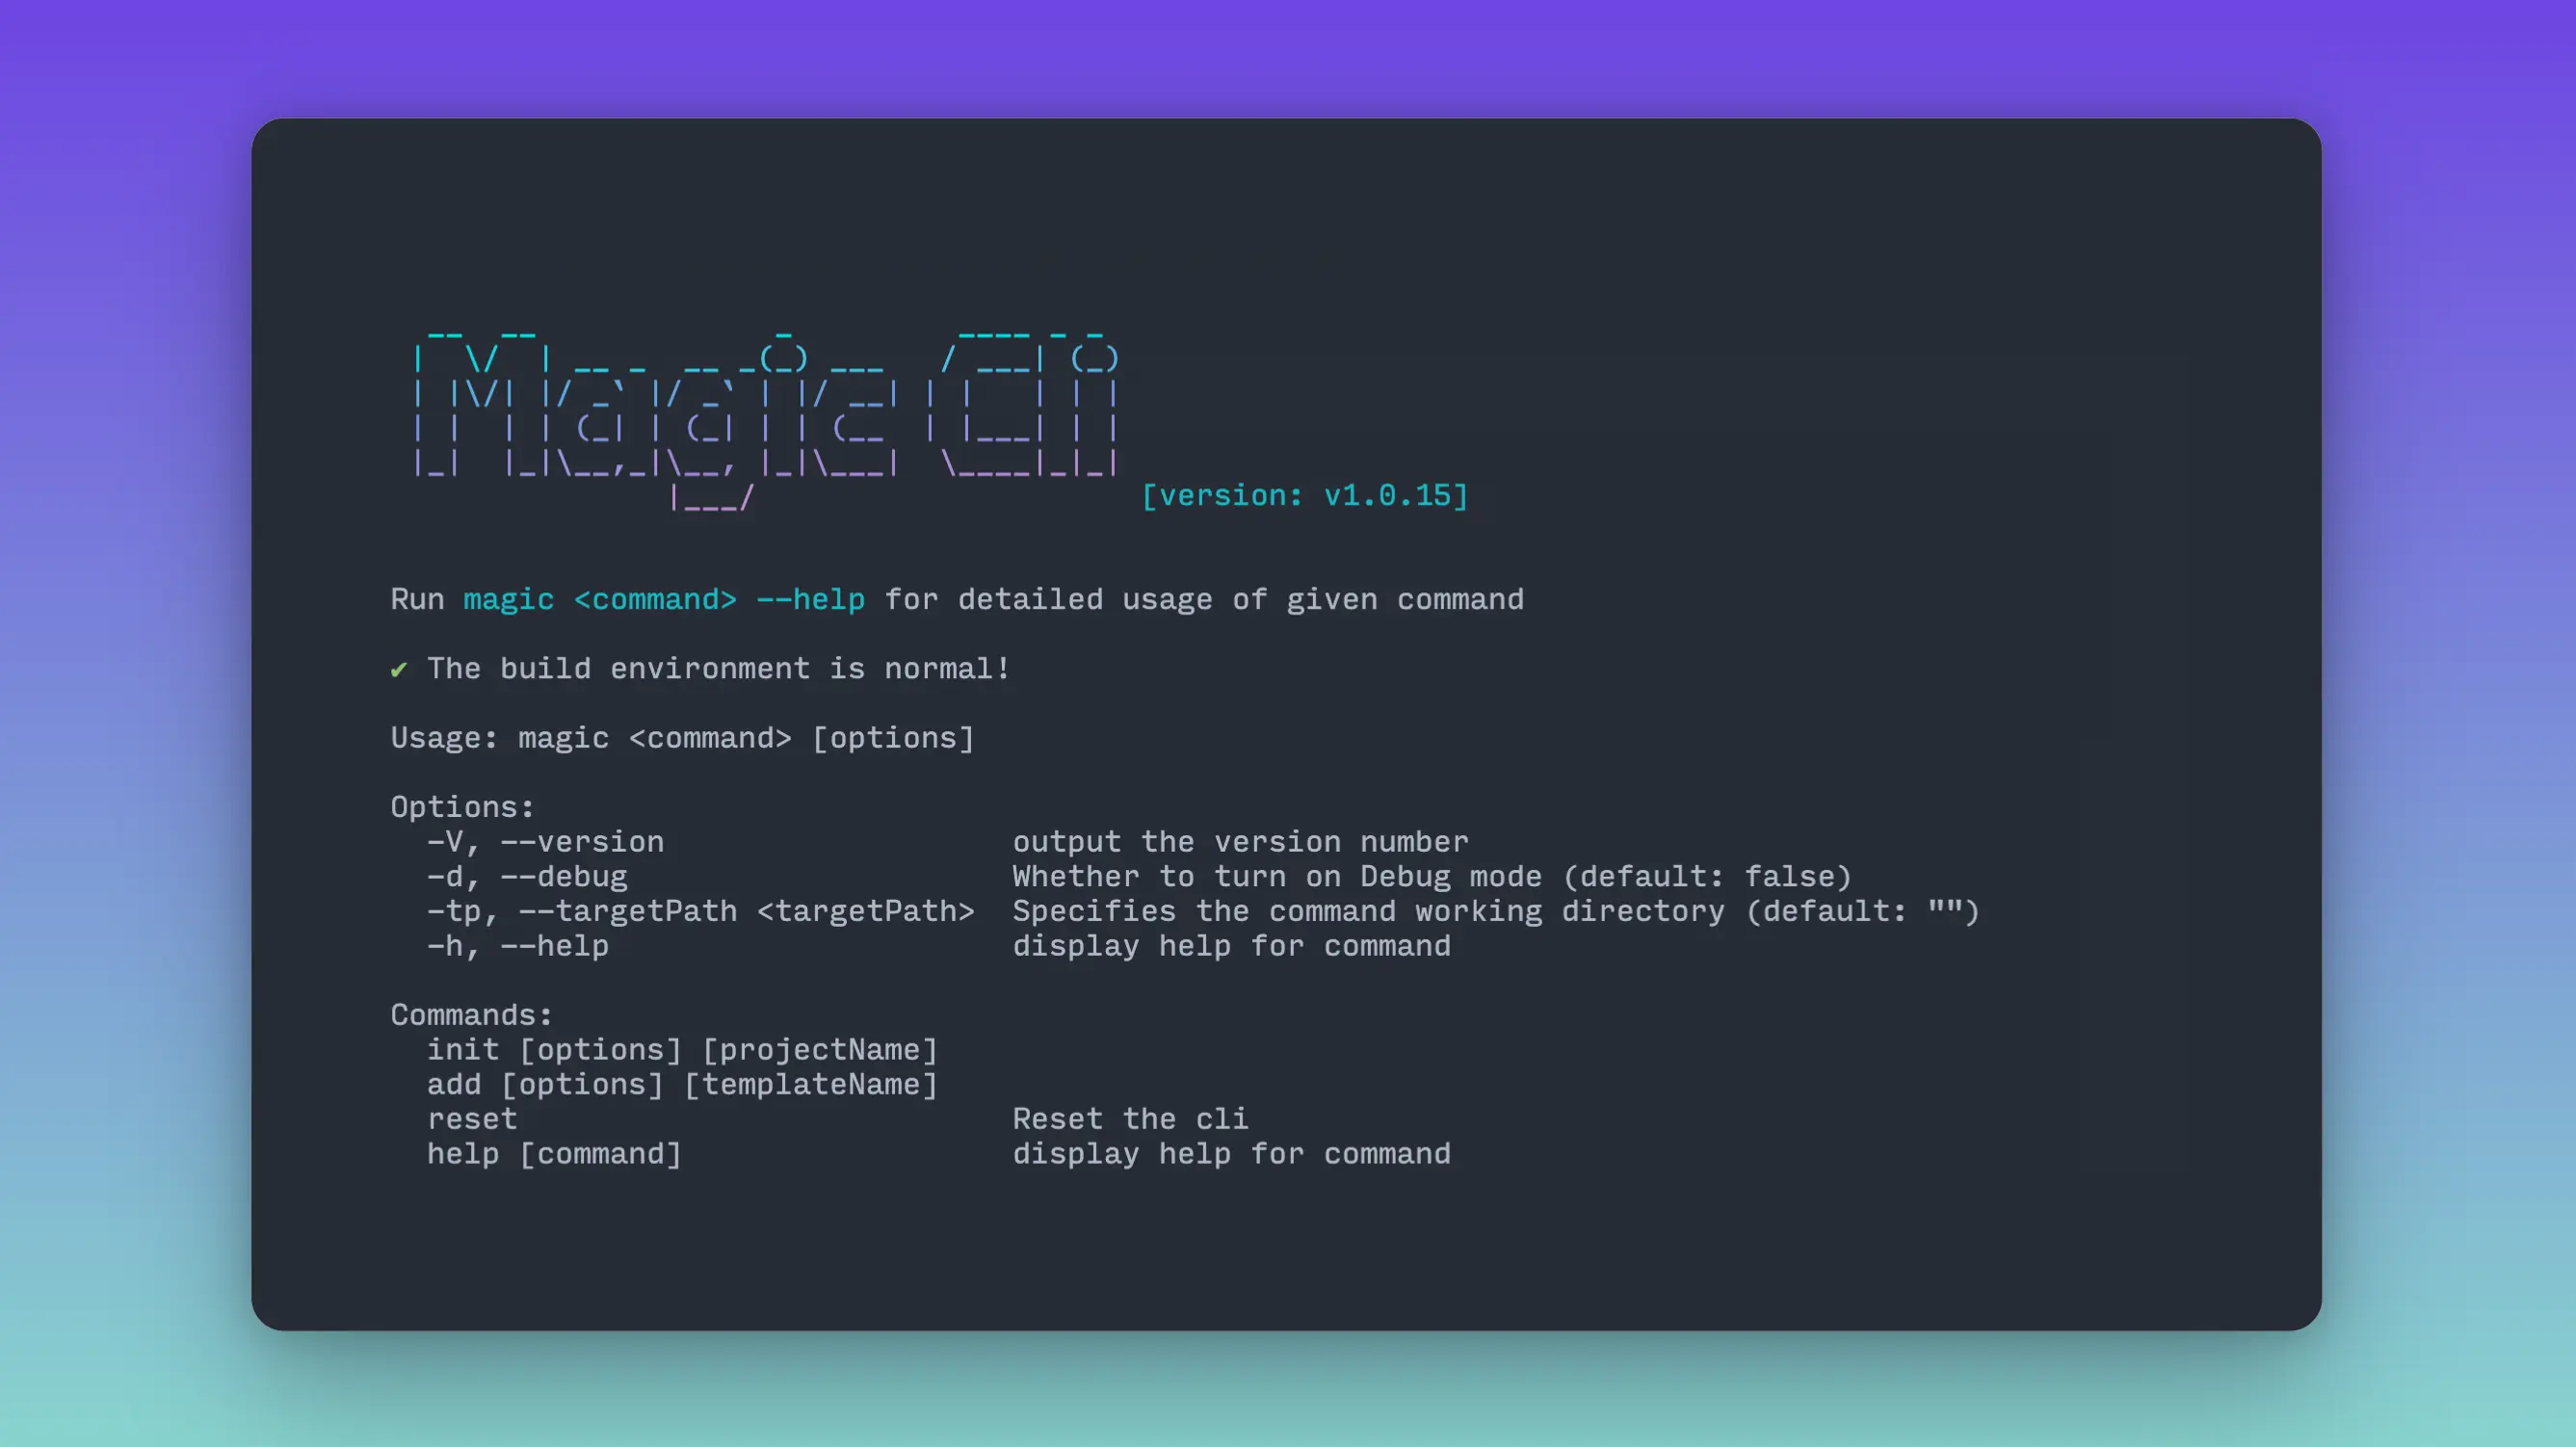 Magic Cli
[version: v1.0.15]
Run magic <command> --help for detailed usage of given command
✔ The build environment is normal!
Usage: magic <command> [options]
Options:
-V, --version output the version number
-d, --debug Whether to turn on Debug mode (default: false)
-tp, --targetPath <targetPath> Specifies the command working directory (default: "")
-h, --help display help for command
Commands:
init [options] [projectName]
add [options] [templateName]
reset Reset the cli
help [command] display help for command